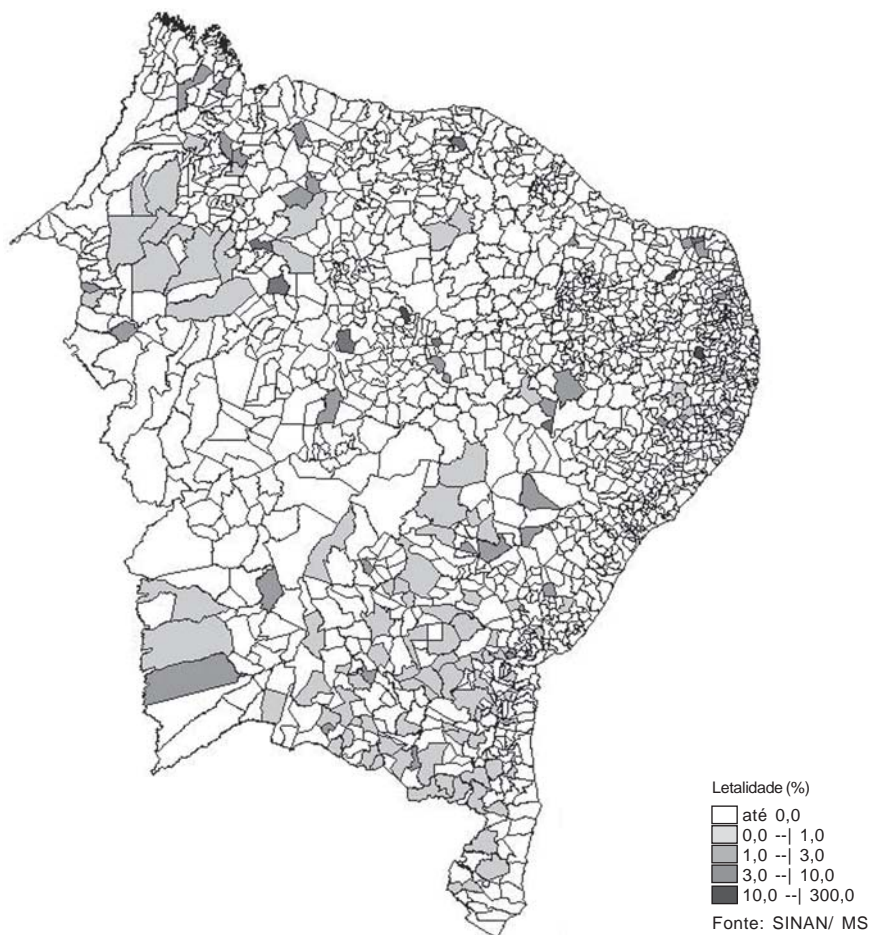 Letalidade (%)
até 0,0
0,0 --| 1,0
1,0 --| 3,0
3,0 --| 10,0
10,0 --| 300,0
Fonte: SINAN/ MS